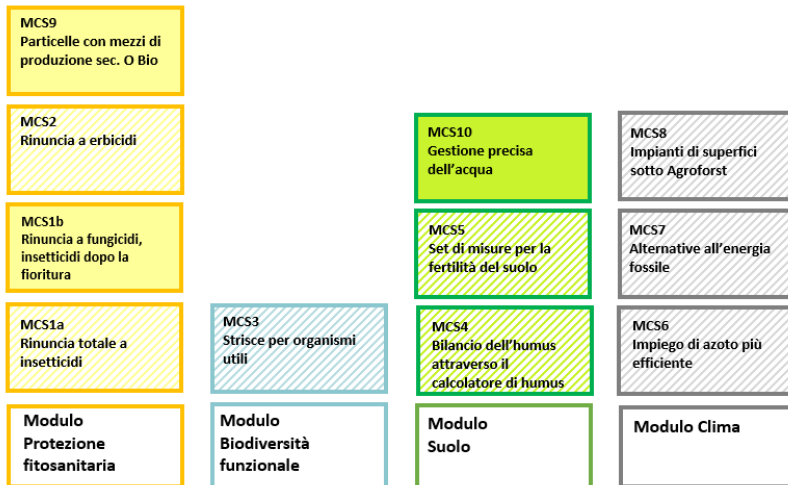 MCS9
Particelle con mezzi di
produzione sec. O Bio
MCS2
Rinuncia a erbicidi
MCS1b
Rinuncia a fungicidi,
insetticidi dopo la
fioritura
MCS1a
Rinuncia totale a
insetticidi
Modulo
Protezione
fitosanitaria
MCS3
Strisce per organismi
utili
Modulo
Biodiversità
funzionale
MCS10
Gestione precisa
dell’acqua
MCS5
Set di misure per la
fertilità del suolo
MCS4
Bilancio dell’humus
attraverso il
calcolatore di humus
Modulo
Suolo
MCS8
Impianti di superfici
sotto Agroforst
MCS7
Alternative all’energia
fossile
MCS6
Impiego di azoto più
efficiente
Modulo Clima